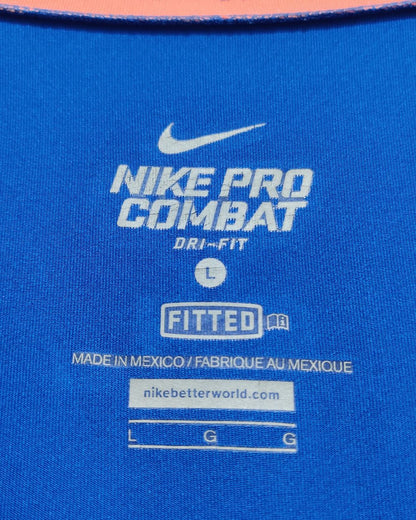 NIKE PRO
COMBAT
DRI-FIT
L
FITTED
MADE IN MEXICO / FABRIQUE AU MEXIQUE
nikebetterworld.com
L G G